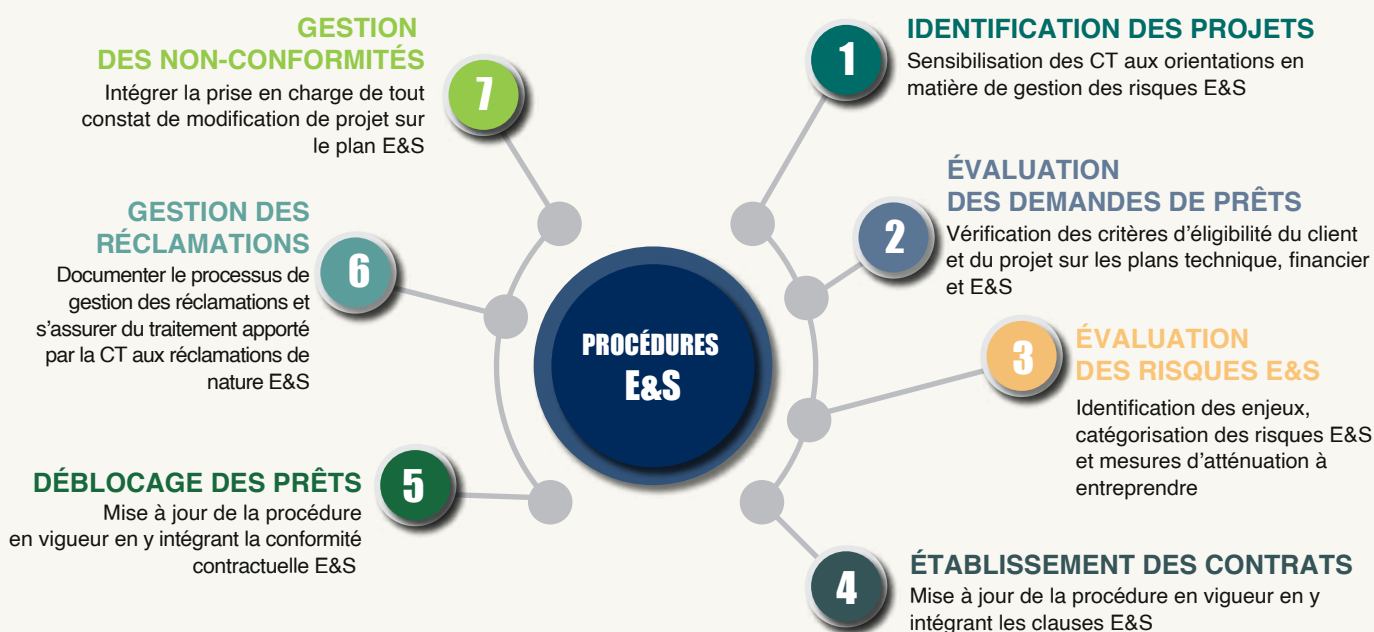 PROCÉDURES
E&S
1
IDENTIFICATION DES PROJETS
Sensibilisation des CT aux orientations en
matière de gestion des risques E&S
2
ÉVALUATION
DES DEMANDES DE PRÊTS
Vérification des critères d’éligibilité du client
et du projet sur les plans technique, financier
et E&S
3
ÉVALUATION
DES RISQUES E&S
Identification des enjeux,
catégorisation des risques E&S
et mesures d’atténuation à
entreprendre
4
ÉTABLISSEMENT DES CONTRATS
Mise à jour de la procédure en vigueur en y
intégrant les clauses E&S
5
DÉBLOCAGE DES PRÊTS
Mise à jour de la procédure
en vigueur en y intégrant la conformité
contractuelle E&S
6
GESTION DES
RÉCLAMATIONS
Documenter le processus de
gestion des réclamations et
s’assurer du traitement apporté
par la CT aux réclamations de
nature E&S
7
GESTION
DES NON-CONFORMITÉS
Intégrer la prise en charge de tout
constat de modification de projet sur
le plan E&S